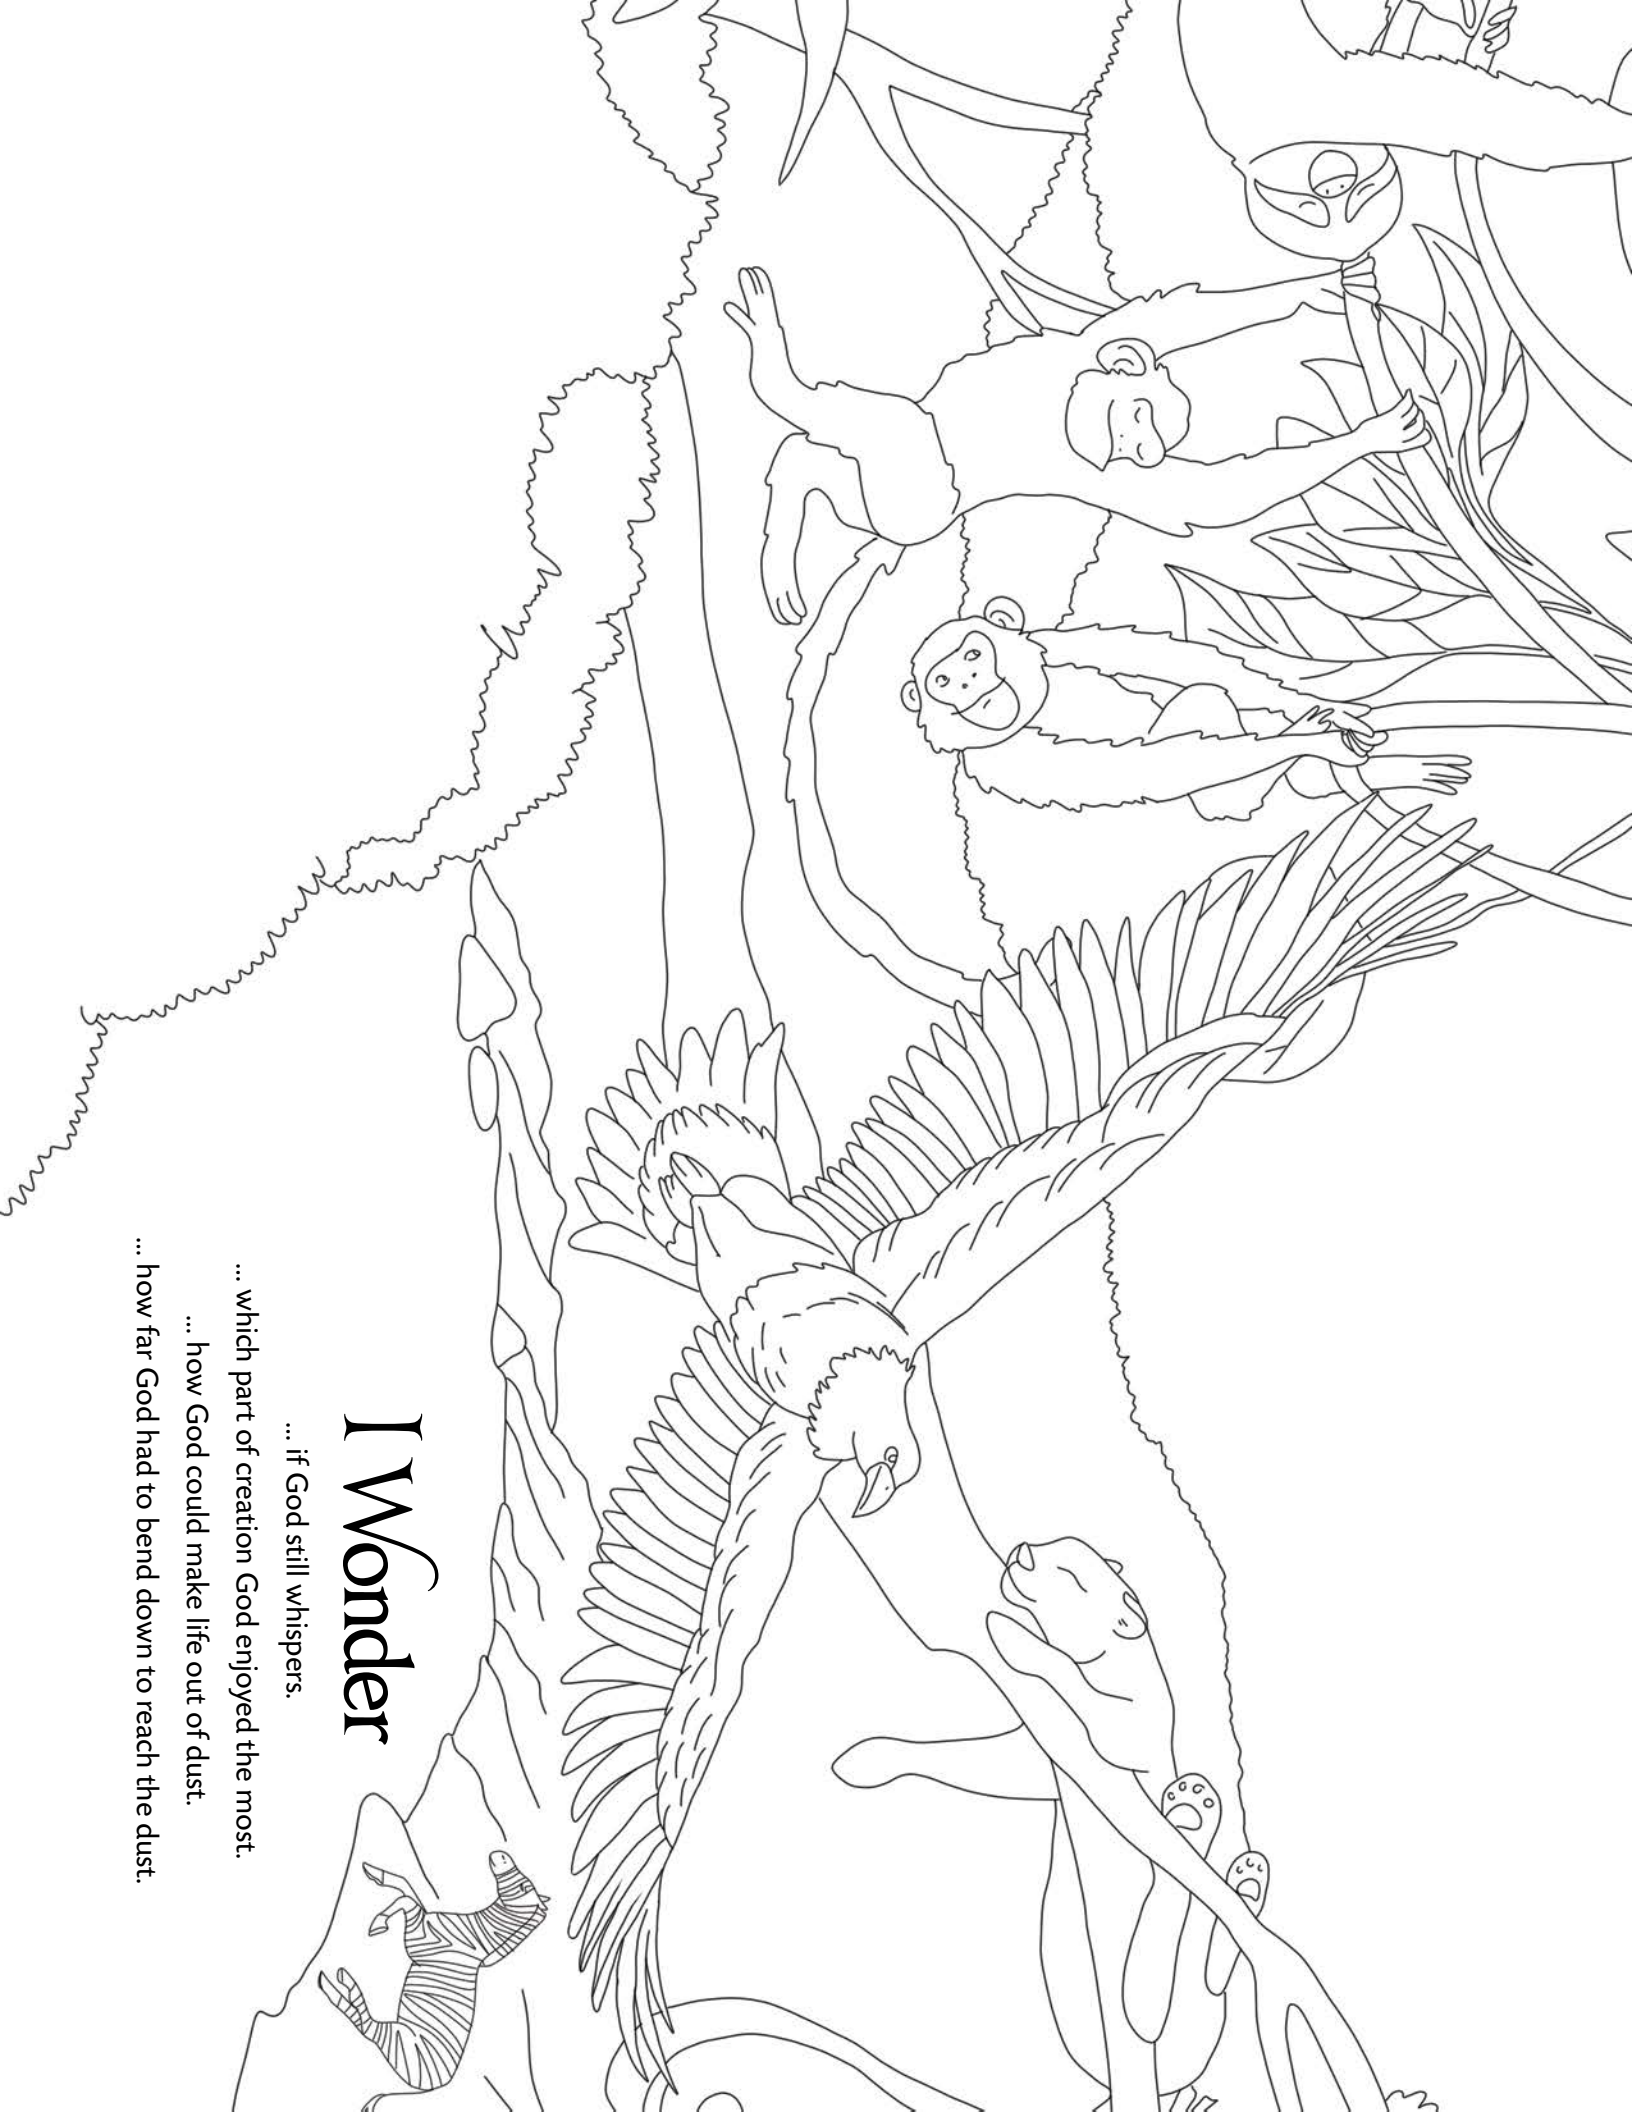 I Wonder
... if God still whispers.
... which part of creation God enjoyed the most.
... how God could make life out of dust.
... how far God had to bend down to reach the dust.